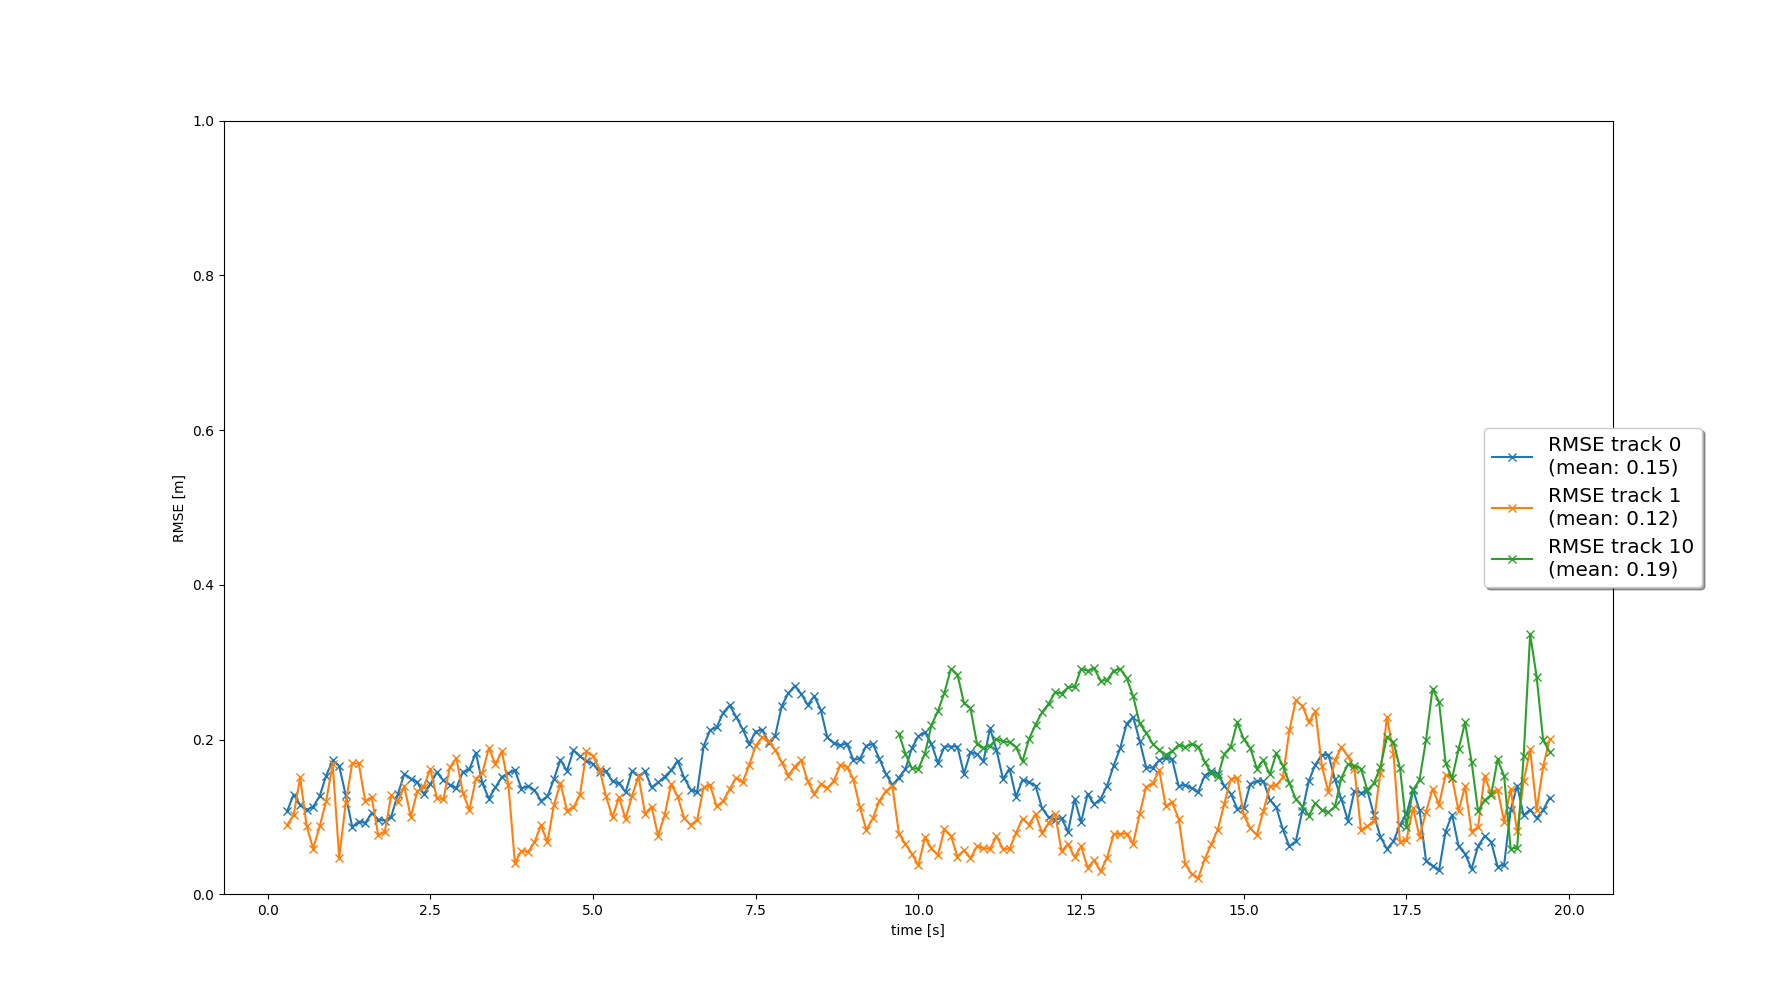 1.0
0.8
0.6
0.4
0.2
0.0
RMSE [m]
0.0 2.5 5.0 7.5 10.0 12.5 15.0 17.5 20.0
time [s]
RMSE track 0
(mean: 0.15)
RMSE track 1
(mean: 0.12)
RMSE track 10
(mean: 0.19)